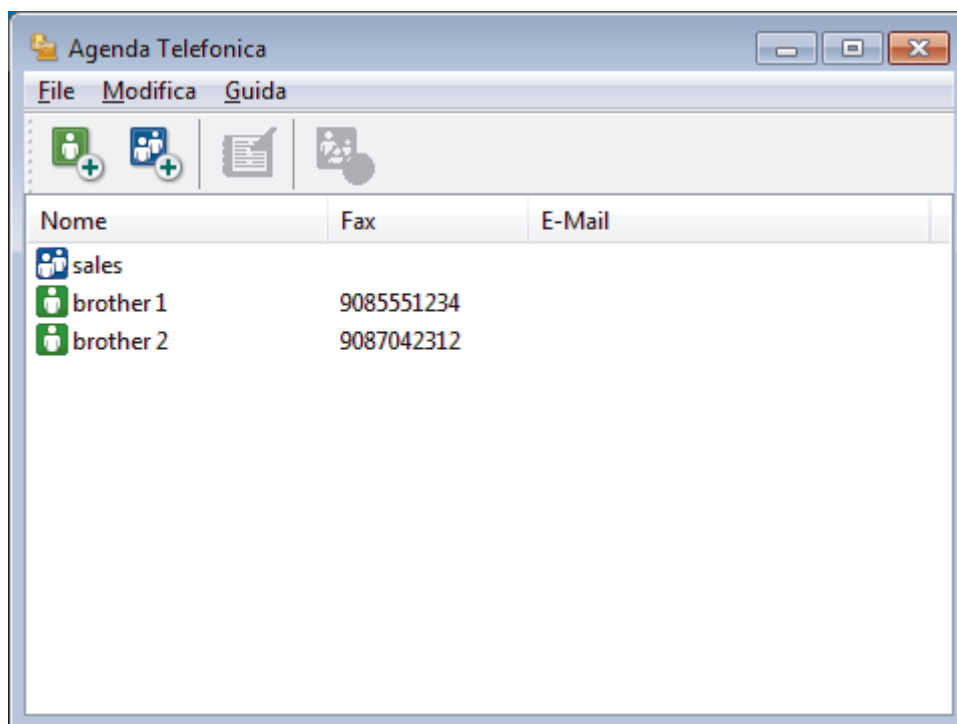 Agenda Telefonica
File Modifica Guida
Nome Fax E-Mail
sales
brother 1 9085551234
brother 2 9087042312